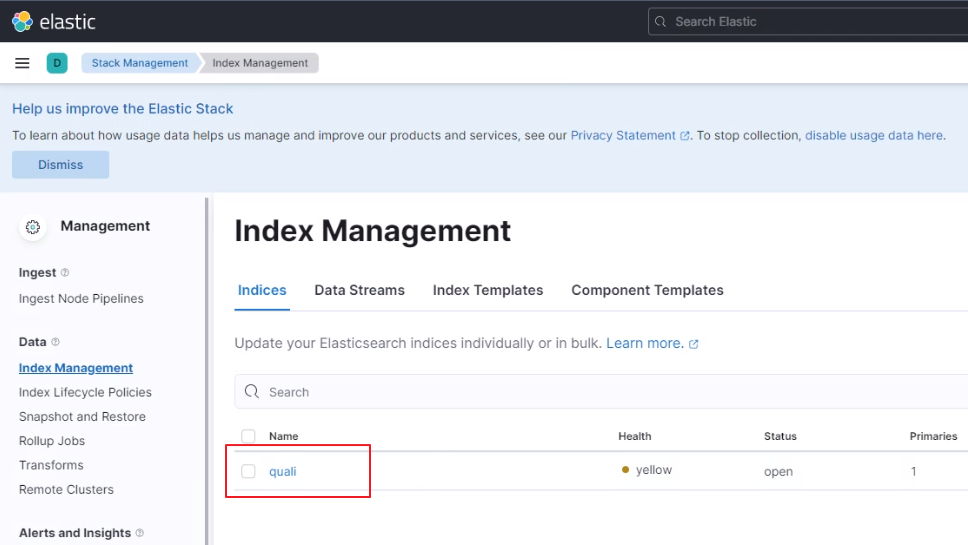 elastic
Search Elastic
D
Stack Management
Index Management
Help us improve the Elastic Stack
To learn about how usage data helps us manage and improve our products and services, see our Privacy Statement. To stop collection, disable usage data here.
Dismiss
Management
Ingest
Ingest Node Pipelines
Data
Index Management
Index Lifecycle Policies
Snapshot and Restore
Rollup Jobs
Transforms
Remote Clusters
Alerts and Insights
Index Management
Indices Data Streams Index Templates Component Templates
Update your Elasticsearch indices individually or in bulk. Learn more.
Search
Name Health Status Primaries
quali yellow open 1